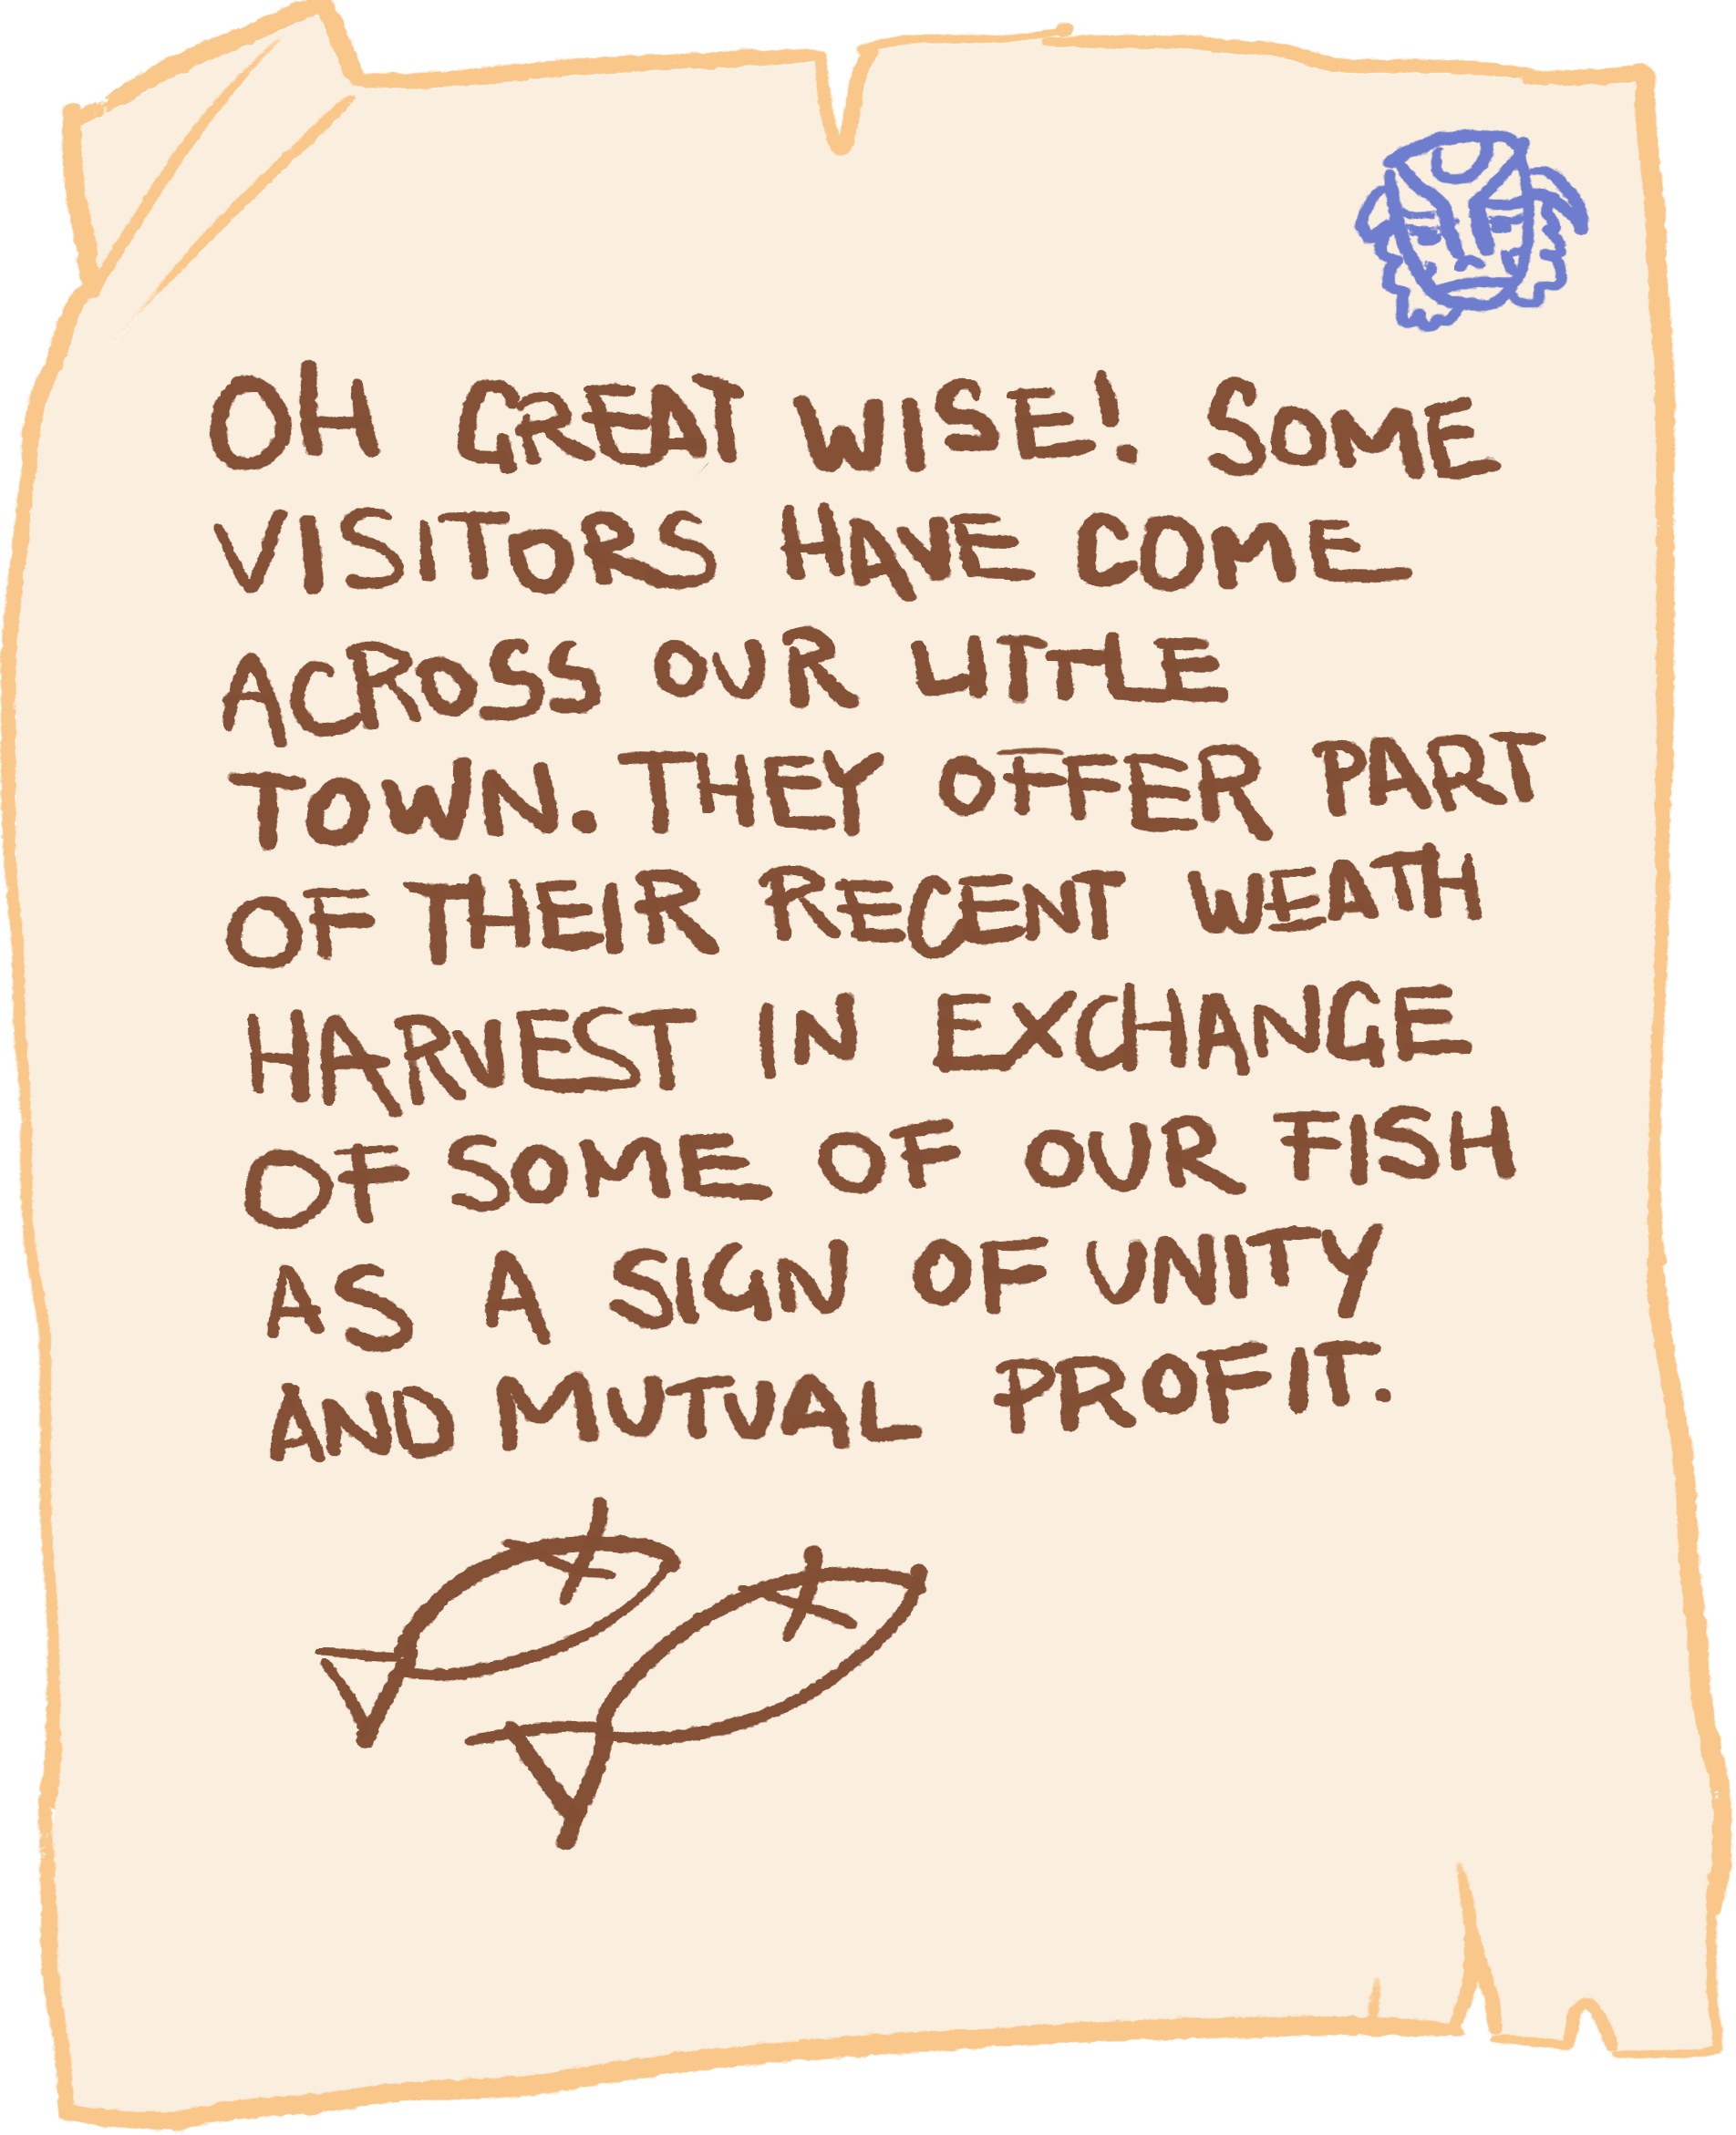 OH GREAT WISE! SOME
VISITORS HAVE COME
ACROSS OUR LITTLE
TOWN. THEY OFFER PART
OF THEIR RECENT WEATH
HARVEST IN EXCHANGE
OF SOME OF OUR FISH
AS A SIGN OF UNITY
AND MUTUAL PROFIT.